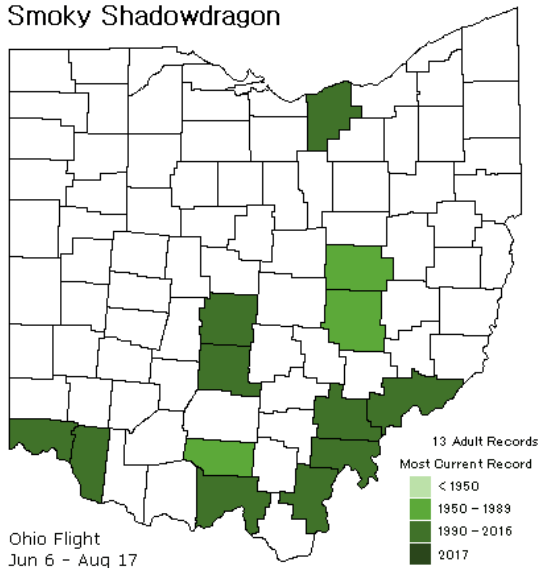 Smoky Shadowdragon
13 Adult Records
Most Current Record
<1950
1950 - 1989
1990 - 2016
2017
Ohio Flight
Jun 6 - Aug 17